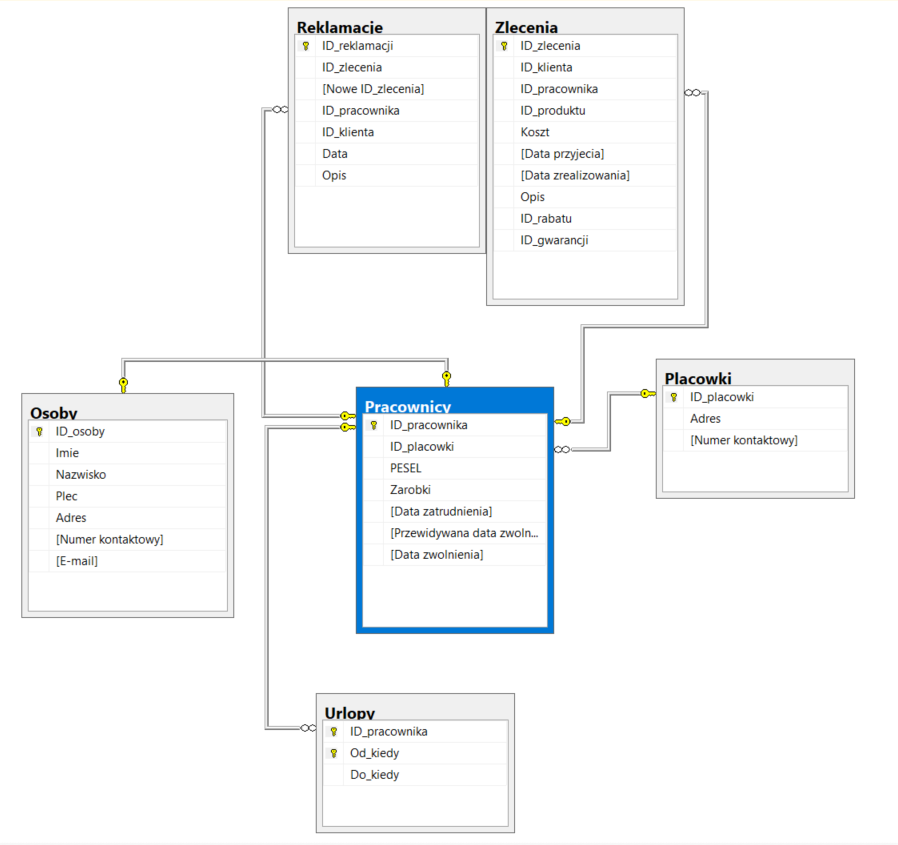 Reklamacje
ID_reklamacji
ID_zlecenia
[Nowe ID_zlecenia]
ID_pracownika
ID_klienta
Data
Opis
Zlecenia
ID_zlecenia
ID_klienta
ID_pracownika
ID_produktu
Koszt
[Data przyjecia]
[Data zrealizowania]
Opis
ID_rabatu
ID_gwarancji
Osoby
ID_osoby
Imie
Nazwisko
Plec
Adres
[Numer kontaktowy]
[E-mail]
Pracownicy
ID_pracownika
ID_placowki
PESEL
Zarobki
[Data zatrudnienia]
[Przewidywana data zwoln...
[Data zwolnienia]
Placowki
ID_placowki
Adres
[Numer kontaktowy]
Urlopy
ID_pracownika
Od_kiedy
Do_kiedy